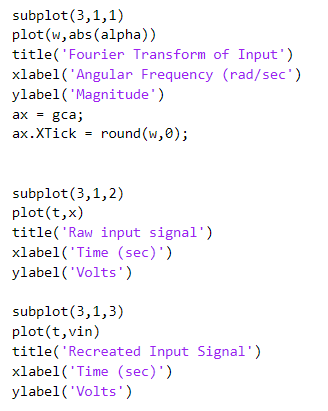 subplot(3,1,1)
plot(w,abs(alpha))
title('Fourier Transform of Input')
xlabel('Angular Frequency (rad/sec')
ylabel('Magnitude')
ax = gca;
ax.XTick = round(w,0);
subplot(3,1,2)
plot(t,x)
title('Raw input signal')
xlabel('Time (sec)')
ylabel('Volts')
subplot(3,1,3)
plot(t,vin)
title('Recreated Input Signal')
xlabel('Time (sec)')
ylabel('Volts')